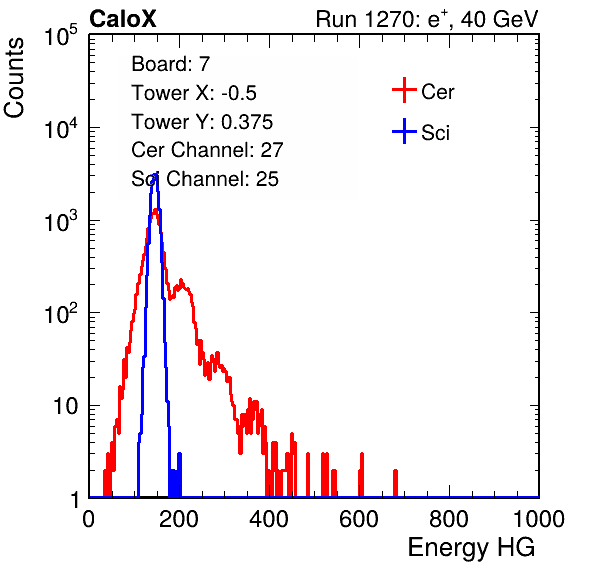 CaloX Run 1270: e⁺, 40 GeV
Counts
Board: 7
Tower X: -0.5
Tower Y: 0.375
Cer Channel: 27
Sci Channel: 25
Cer
Sci
10⁵
10⁴
10³
10²
10
1
0 200 400 600 800 1000
Energy HG